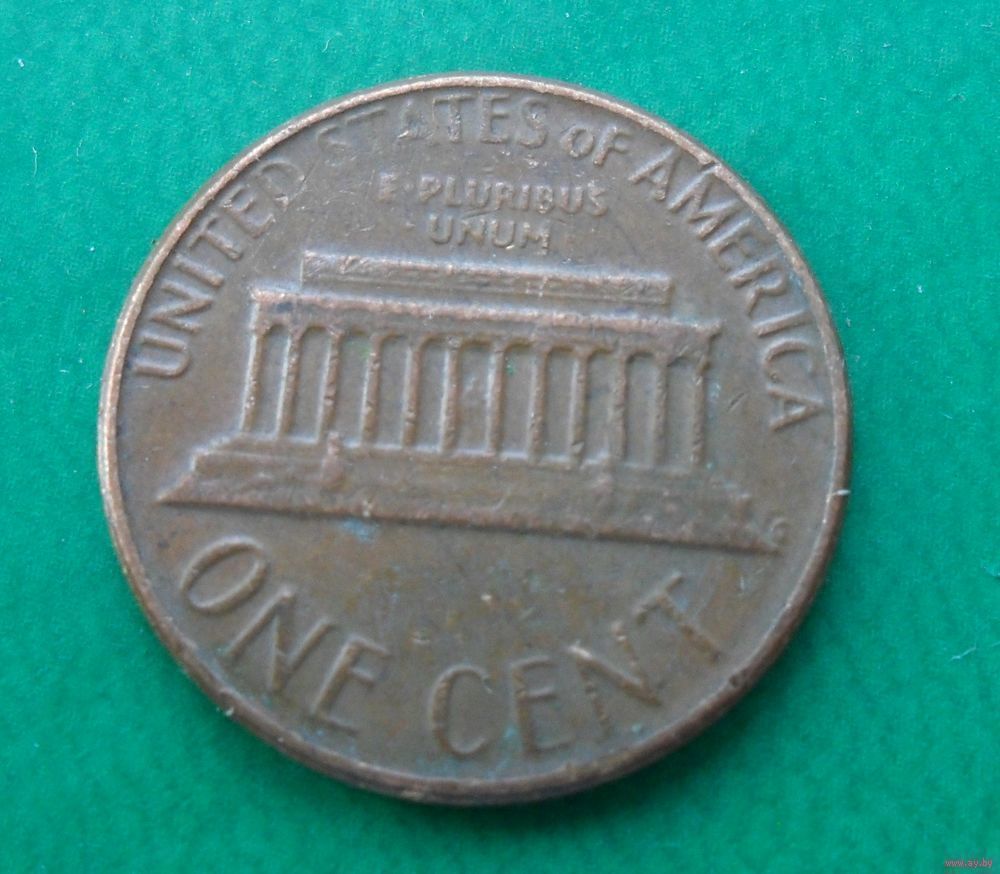 UNITED STATES OF AMERICA
E·PLURIBUS
UNUM
G
ONE CENT
www.ay.by